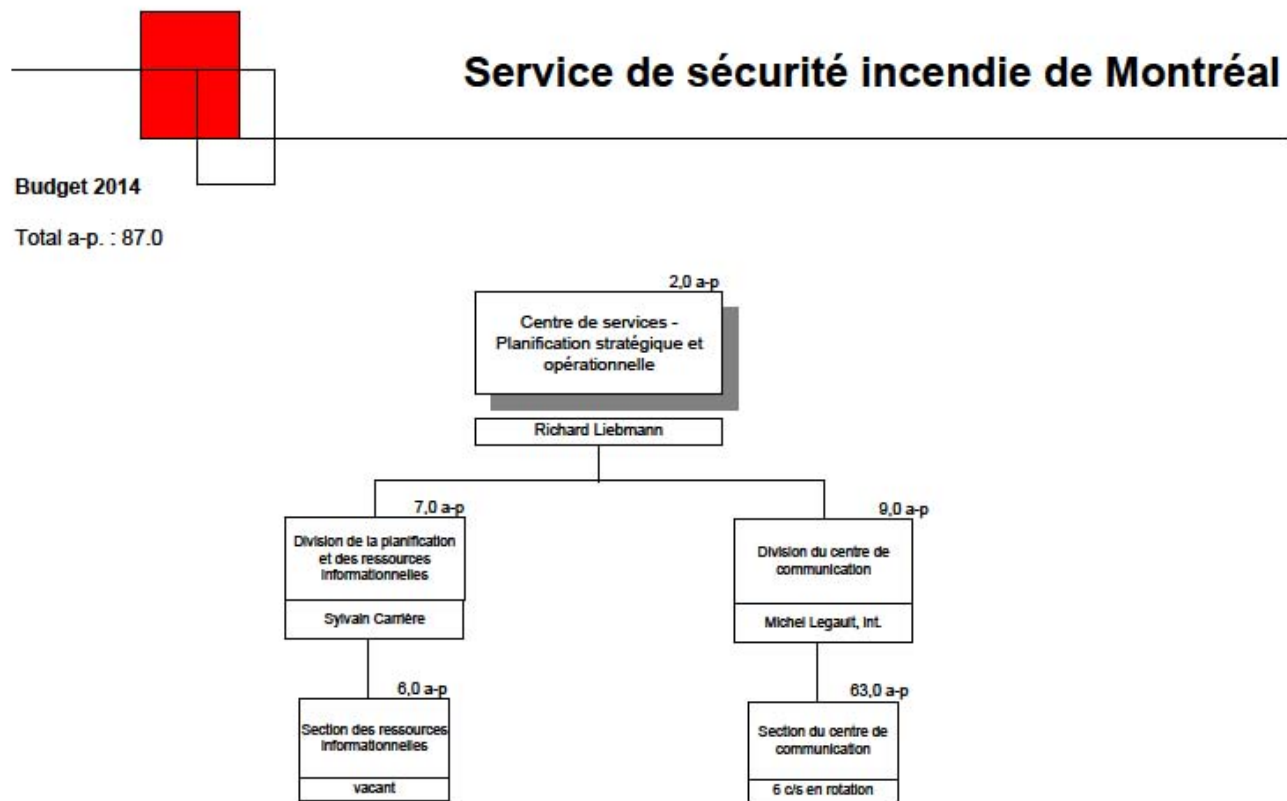 Service de sécurité incendie de Montréal
Budget 2014
Total a-p. : 87.0
2,0 a-p
Centre de services -
Planification stratégique et
opérationnelle
Richard Liebmann
7,0 a-p
Division de la planification
et des ressources
informationnelles
Sylvain Carrière
9,0 a-p
Division du centre de
communication
Michel Legault, int.
6,0 a-p
Section des ressources
informationnelles
vacant
63,0 a-p
Section du centre de
communication
6 c/s en rotation